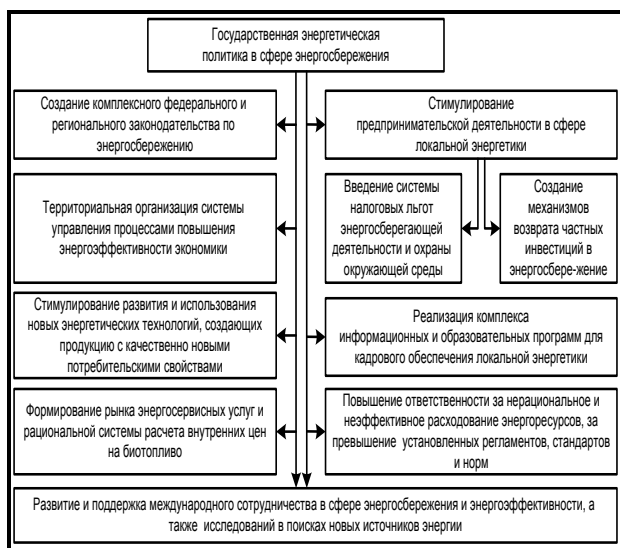 Государственная энергетическая
политика в сфере энергосбережения
Создание комплексного федерального и
регионального законодательства по
энергосбережению
Стимулирование
предпринимательской деятельности в сфере
локальной энергетики
Территориальная организация системы
управления процессами повышения
энергоэффективности экономики
Введение системы
налоговых льгот
энергосберегающей
деятельности и охраны
окружающей среды
Создание
механизмов
возврата частных
инвестиций в
энергосбере-жение
Стимулирование развития и использования
новых энергетических технологий, создающих
продукцию с качественно новыми
потребительскими свойствами
Реализация комплекса
информационных и образовательных программ для
кадрового обеспечения локальной энергетики
Формирование рынка энергосервисных услуг и
рациональной системы расчета внутренних цен
на биотопливо
Повышение ответственности за нерациональное и
неэффективное расходование энергоресурсов, за
превышение установленных регламентов, стандартов
и норм
Развитие и поддержка международного сотрудничества в сфере энергосбережения и энергоэффективности, а
также исследований в поисках новых источников энергии